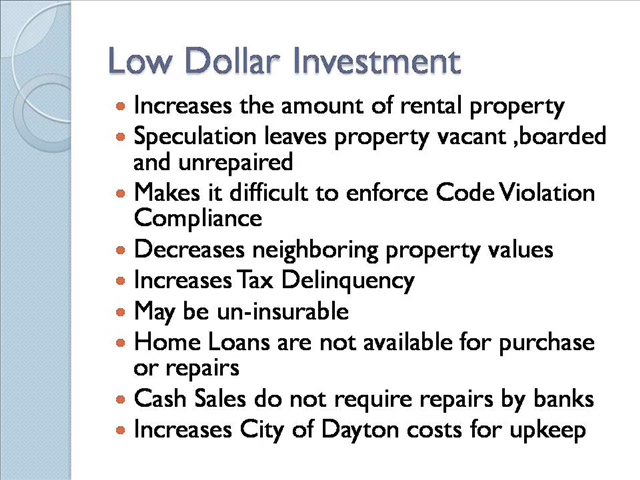 Low Dollar Investment
• Increases the amount of rental property
• Speculation leaves property vacant ,boarded
and unrepaired
• Makes it difficult to enforce Code Violation
Compliance
• Decreases neighboring property values
• Increases Tax Delinquency
• May be un-insurable
• Home Loans are not available for purchase
or repairs
• Cash Sales do not require repairs by banks
• Increases City of Dayton costs for upkeep